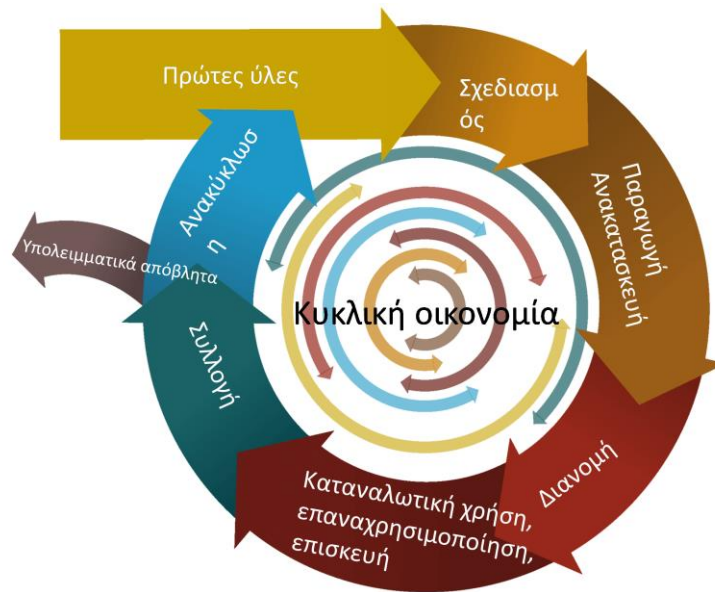 Πρώτες ύλες
Σχεδιασμ
ός
Παραγωγή
Ανακατασκευή
Διανομή
Καταναλωτική χρήση,
επαναχρησιμοποίηση,
επισκευή
Συλλογή
Υπολειμματικά απόβλητα
Ανακύκλωσ
η
Κυκλική οικονομία